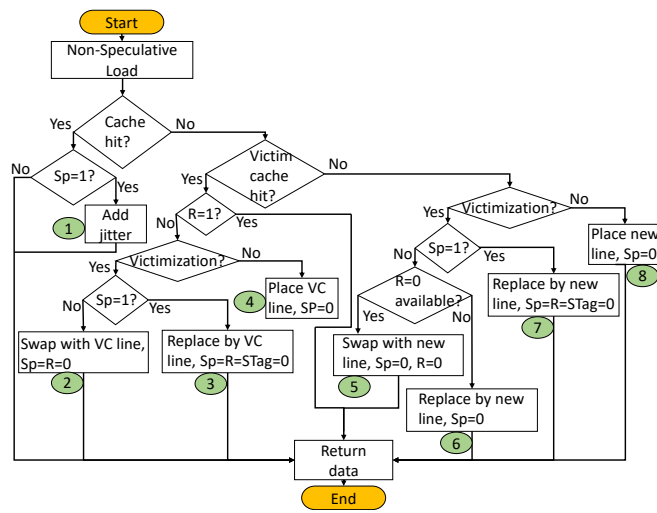 Start
Non-Speculative
Load
Cache
hit?
Yes
No
Sp=1?
No
Yes
1
Add
jitter
Victim
cache
hit?
Yes
No
R=1?
No
Yes
Victimization?
Yes
No
4
Place VC
line, SP=0
Sp=1?
No
Yes
Swap with VC line,
Sp=R=0
2
Replace by VC
line, Sp=R=STag=0
3
Victimization?
Yes
No
Place new
line, Sp=0
8
Sp=1?
No
Yes
Replace by new
line, Sp=R=STag=0
7
R=0
available?
Yes
No
Swap with new
line, Sp=0, R=0
5
Replace by new
line, Sp=0
6
Return
data
End